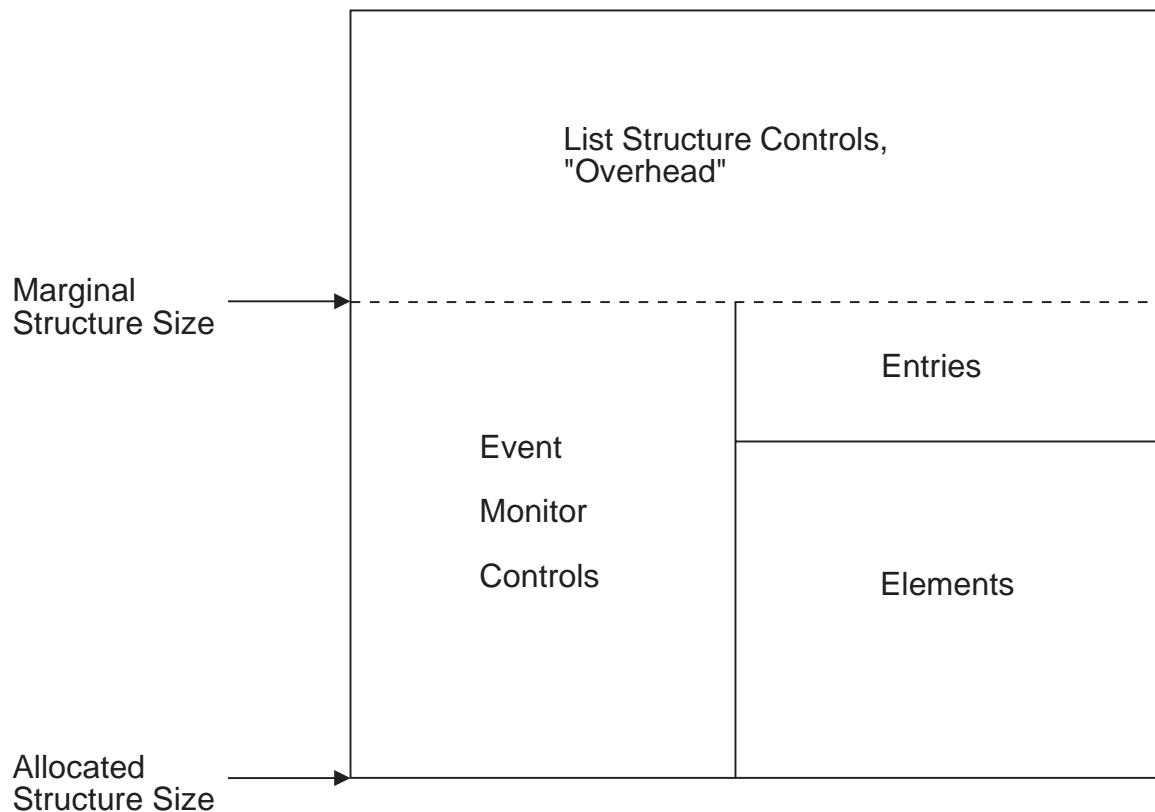 List Structure Controls,
"Overhead"
Marginal
Structure Size
Entries
Event
Monitor
Controls
Elements
Allocated
Structure Size